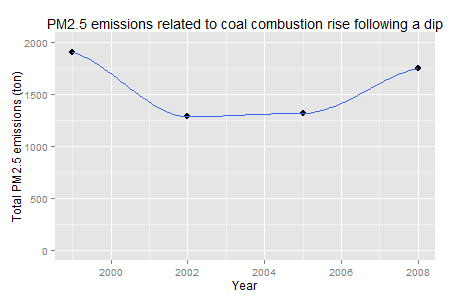 PM2.5 emissions related to coal combustion rise following a dip
2000
1500
1000
500
0
Total PM2.5 emissions (ton)
2000 2002 2004 2006 2008
Year